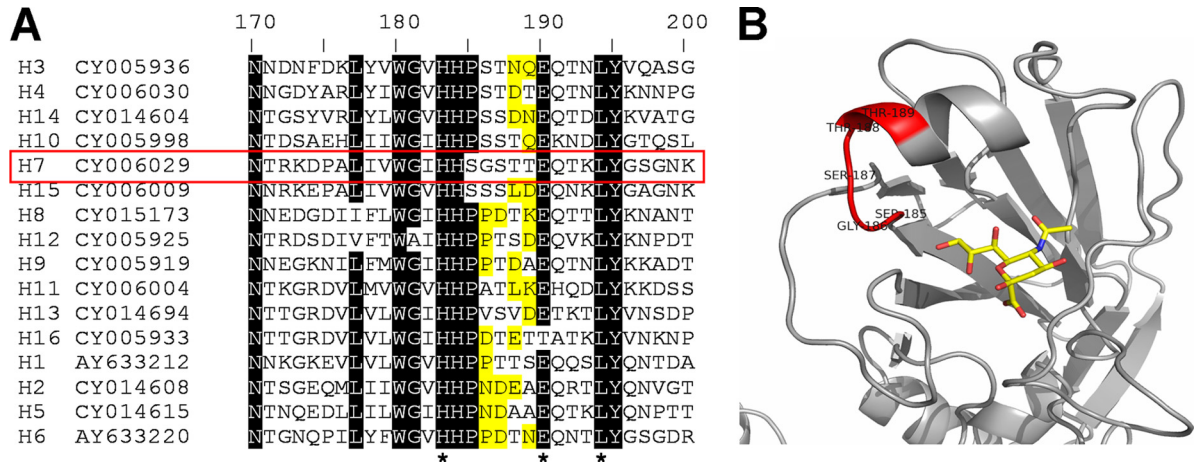 A
170 180 190 200
H3 CY005936 NNDNFDKLYVWGVHHPSTNQEQTNLYVQASG
H4 CY006030 NNGDYARLYIWGVHHPSTDTEQTNLYKNNPG
H14 CY014604 NTGSYVRLYLWGVHHPSSDNEQTDLYKVATG
H10 CY005998 NTDSAEHLIIWGIHHPSSTQEKNDLYGTQSL
H7 CY006029 NTRKDPALIVWGIHHSGSTTEQTKLYGSGNK
H15 CY006009 NNRKEPALIVWGIHHSSSLDEQNKLYGAGNK
H8 CY015173 NNEDGDIIFLWGIHHPPDTKEQTTLYKNANT
H12 CY005925 NTRDSDIVFTWAIHHPPTSDEQVKLYKNPDT
H9 CY005919 NNEGKNILFMWGIHHPPTDAEQTNLYKKADT
H11 CY006004 NTKGRDVLMVWGVHHPATLKEHQDLYKKDSS
H13 CY014694 NTTGRDVLVLWGIHHPVSVDETKTLYVNSDP
H16 CY005933 NTTGRDVLVLWGIHHPDTETTATKLYVNKNP
H1 AY633212 NNKGKEVLVLWGVHHPPTTSEQQSLYQNTDA
H2 CY014608 NTSGEQMLIIWGVHHPNDEAEQRTLYQNVGT
H5 CY014615 NTNQEDLLILWGIHHPNDAAEQTKLYQNPTT
H6 AY633220 NTGNQPILYFWGVHHPPDTNEQNTLYGSGDR
* * *
B
THR-189
THR-188
SER-187
SER-185
GLY-186